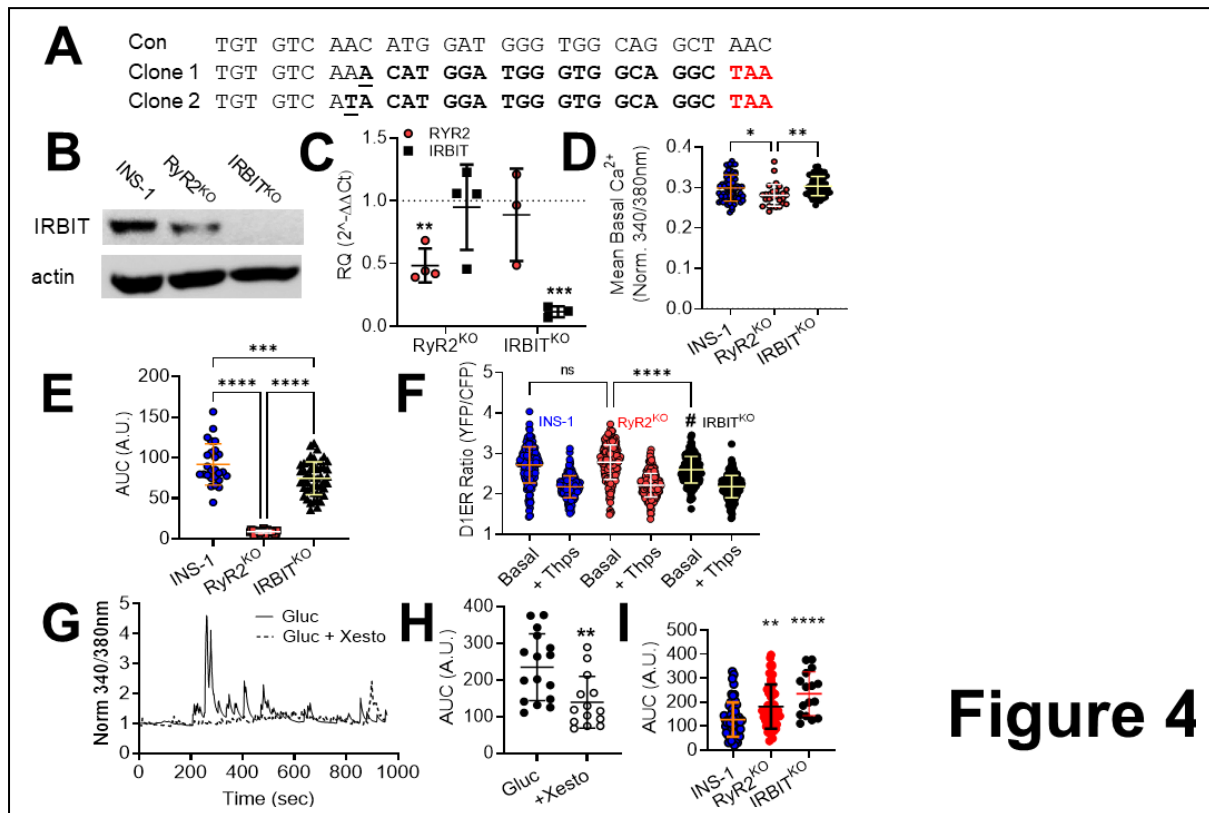 A
Con TGT GTC AAC ATG GAT GGG TGG CAG GCT AAC
Clone 1 TGT GTC AAA CAT GGA TGG GTG GCA GGC TAA
Clone 2 TGT GTC ATA CAT GGA TGG GTG GCA GGC TAA
B
INS-1 RyR2KO IRBITKO
IRBIT
actin
C
RYR2
IRBIT
RQ (2^-ΔΔCt)
1.5
1.0
0.5
0.0
**
***
RyR2KO IRBITKO
D
Mean Basal Ca2+
(Norm. 340/380nm)
0.4
0.3
0.2
0.1
0.0
* **
INS-1 RyR2KO IRBITKO
E
AUC (A.U.)
200
150
100
50
0
***
**** ****
INS-1 RyR2KO IRBITKO
F
D1ER Ratio (YFP/CFP)
5
4
3
2
1
ns ****
INS-1 RyR2KO # IRBITKO
Basal + Thps Basal + Thps Basal + Thps
G
Norm 340/380nm
5
4
3
2
1
0
Gluc
Gluc + Xesto
0 200 400 600 800 1000
Time (sec)
H
AUC (A.U.)
400
300
200
100
0
**
Gluc +Xesto
I
AUC (A.U.)
500
400
300
200
100
0
** ****
INS-1 RyR2KO IRBITKO
Figure 4